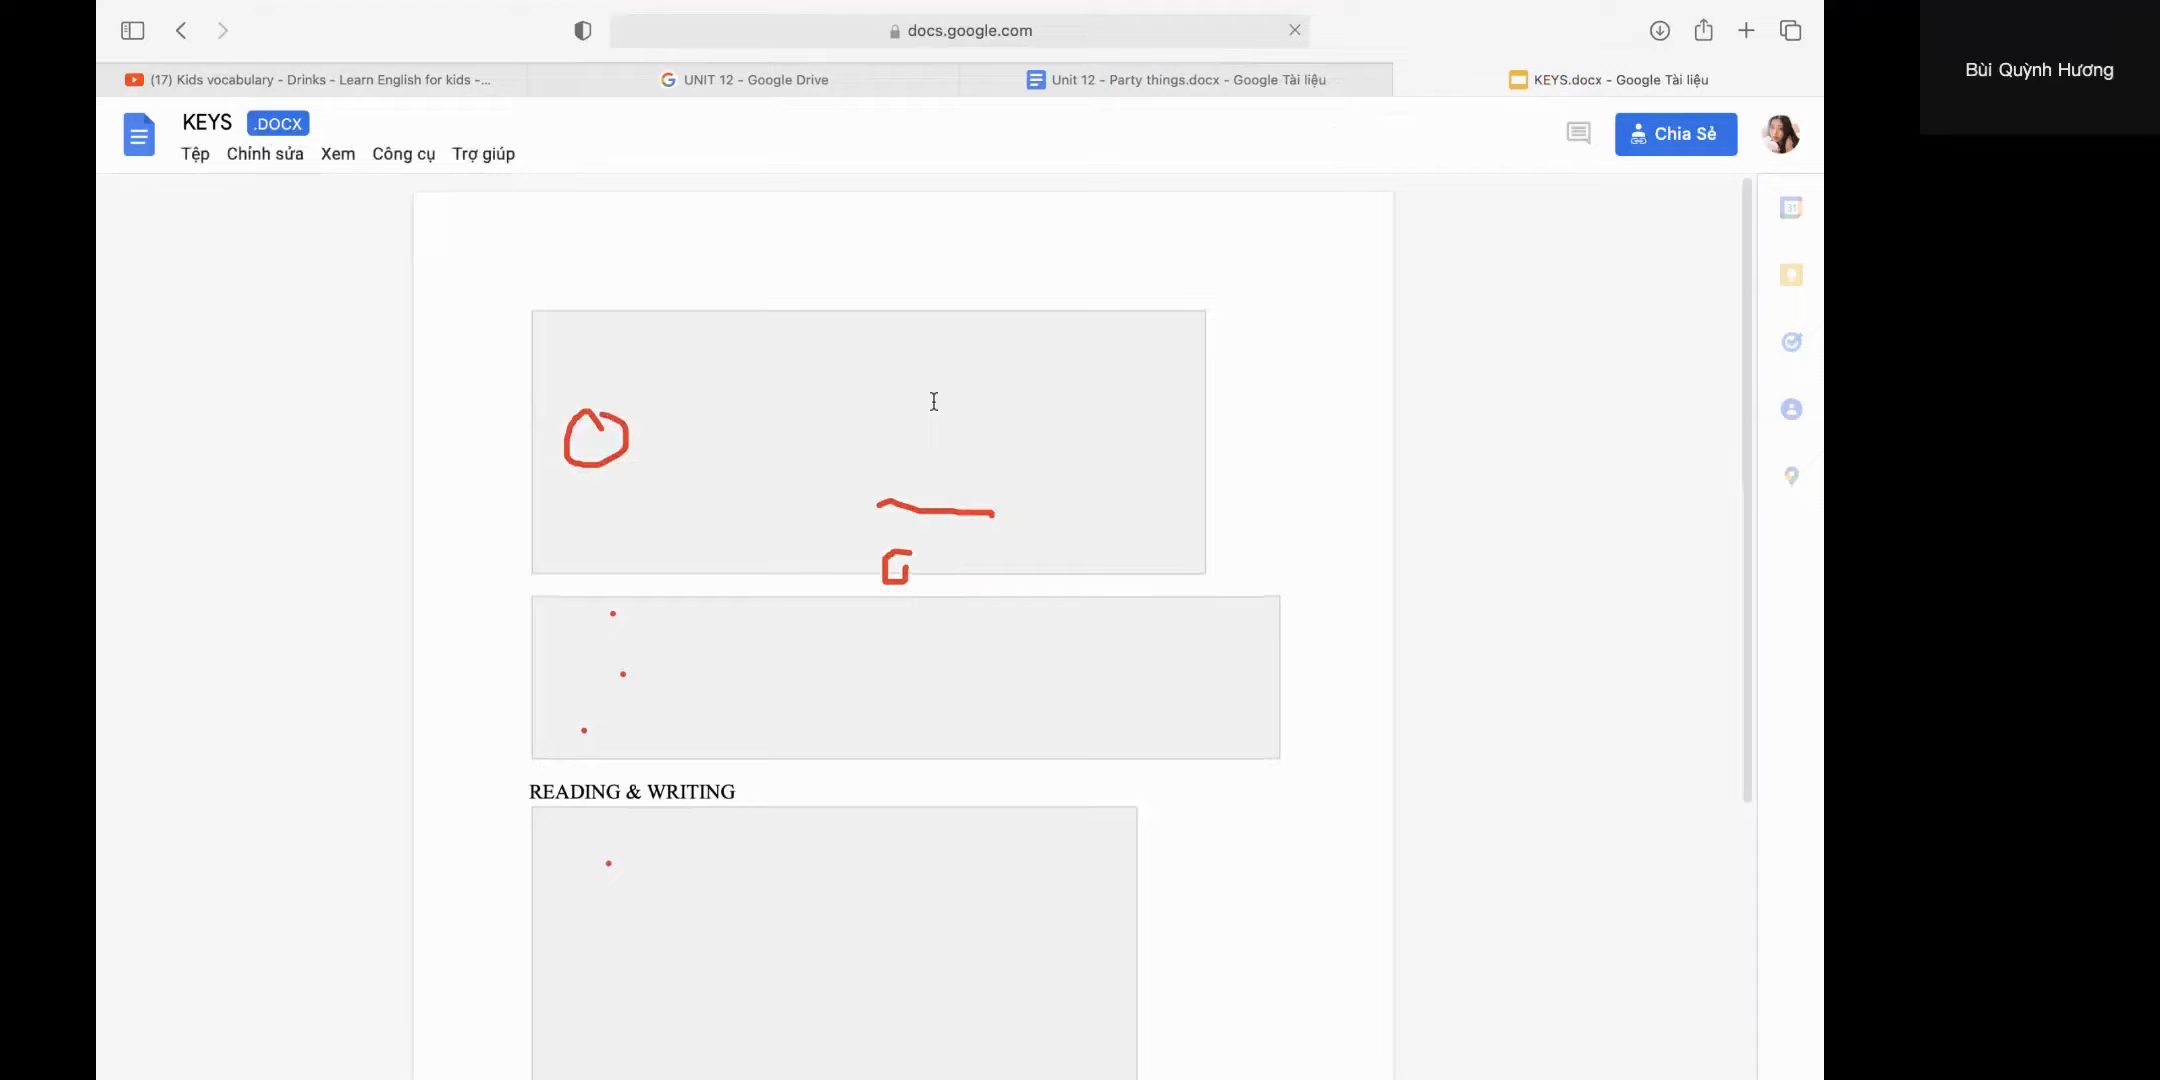 docs.google.com
(17) Kids vocabulary - Drinks - Learn English for kids -...
UNIT 12 - Google Drive
Unit 12 - Party things.docx - Google Tài liệu
KEYS.docx - Google Tài liệu
Bùi Quỳnh Hương
KEYS .DOCX
Tệp Chỉnh sửa Xem Công cụ Trợ giúp
Chia Sẻ
31
READING & WRITING